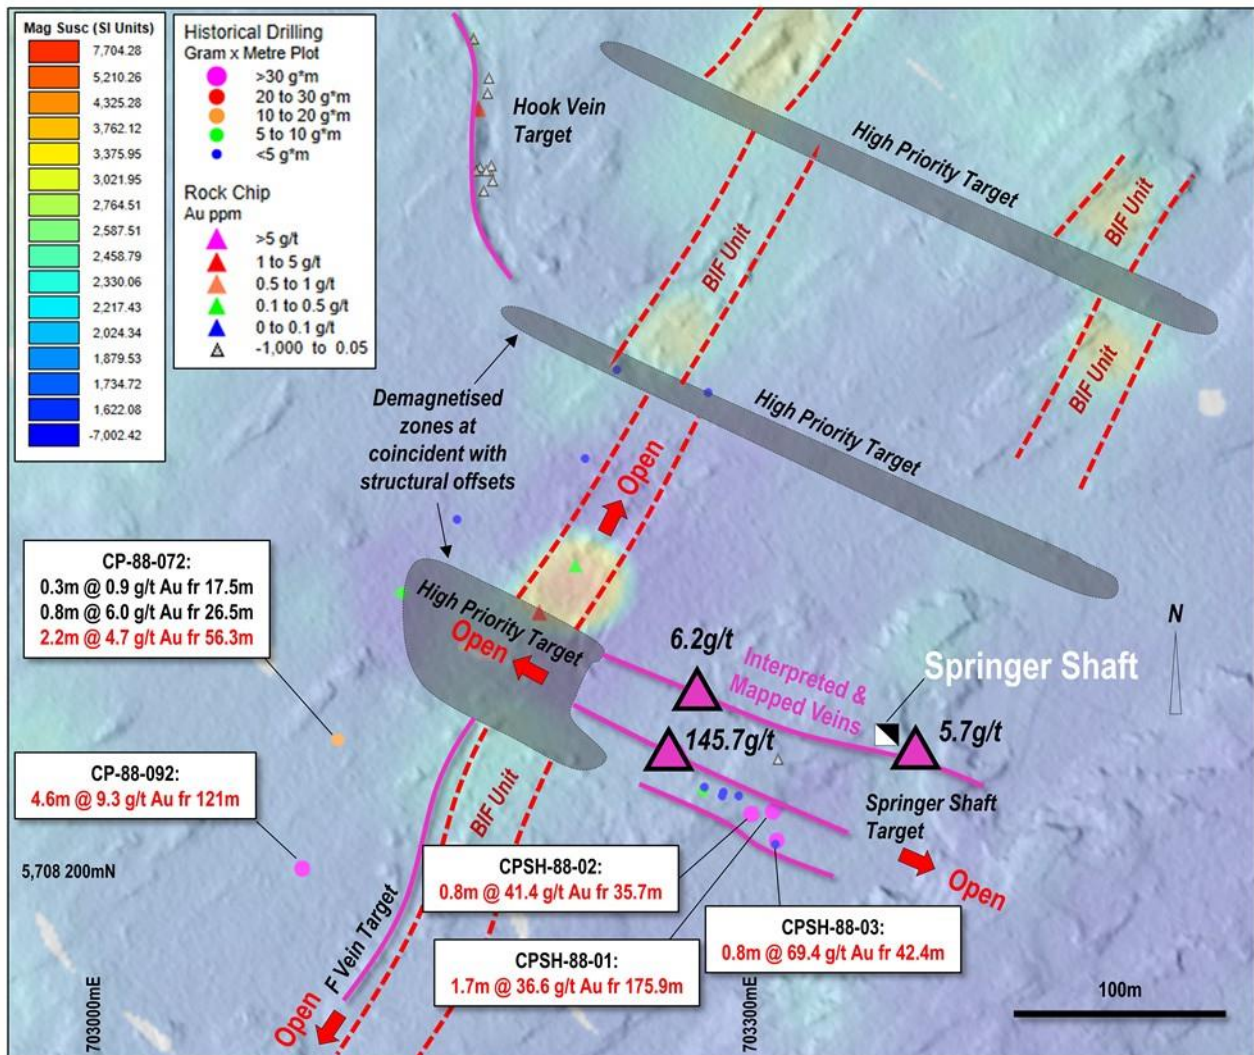 Mag Susc (SI Units)
7,704.28
5,210.26
4,325.28
3,762.12
3,375.95
3,021.95
2,764.51
2,587.51
2,458.79
2,330.06
2,217.43
2,024.34
1,879.53
1,734.72
1,622.08
-7,002.42
Historical Drilling
Gram x Metre Plot
>30 g*m
20 to 30 g*m
10 to 20 g*m
5 to 10 g*m
<5 g*m
Rock Chip
Au ppm
>5 g/t
1 to 5 g/t
0.5 to 1 g/t
0.1 to 0.5 g/t
0 to 0.1 g/t
-1,000 to 0.05
Hook Vein
Target
High Priority Target
BIF Unit
BIF Unit
BIF Unit
High Priority Target
Demagnetised
zones at
coincident with
structural offsets
Open
High Priority Target
Open
CP-88-072:
0.3m @ 0.9 g/t Au fr 17.5m
0.8m @ 6.0 g/t Au fr 26.5m
2.2m @ 4.7 g/t Au fr 56.3m
CP-88-092:
4.6m @ 9.3 g/t Au fr 121m
6.2g/t
Interpreted &
Mapped Veins
Springer Shaft
N
145.7g/t
5.7g/t
Springer Shaft
Target
Open
BIF Unit
F Vein Target
Open
CPSH-88-02:
0.8m @ 41.4 g/t Au fr 35.7m
CPSH-88-03:
0.8m @ 69.4 g/t Au fr 42.4m
CPSH-88-01:
1.7m @ 36.6 g/t Au fr 175.9m
5,708 200mN
703000mE
703300mE
100m